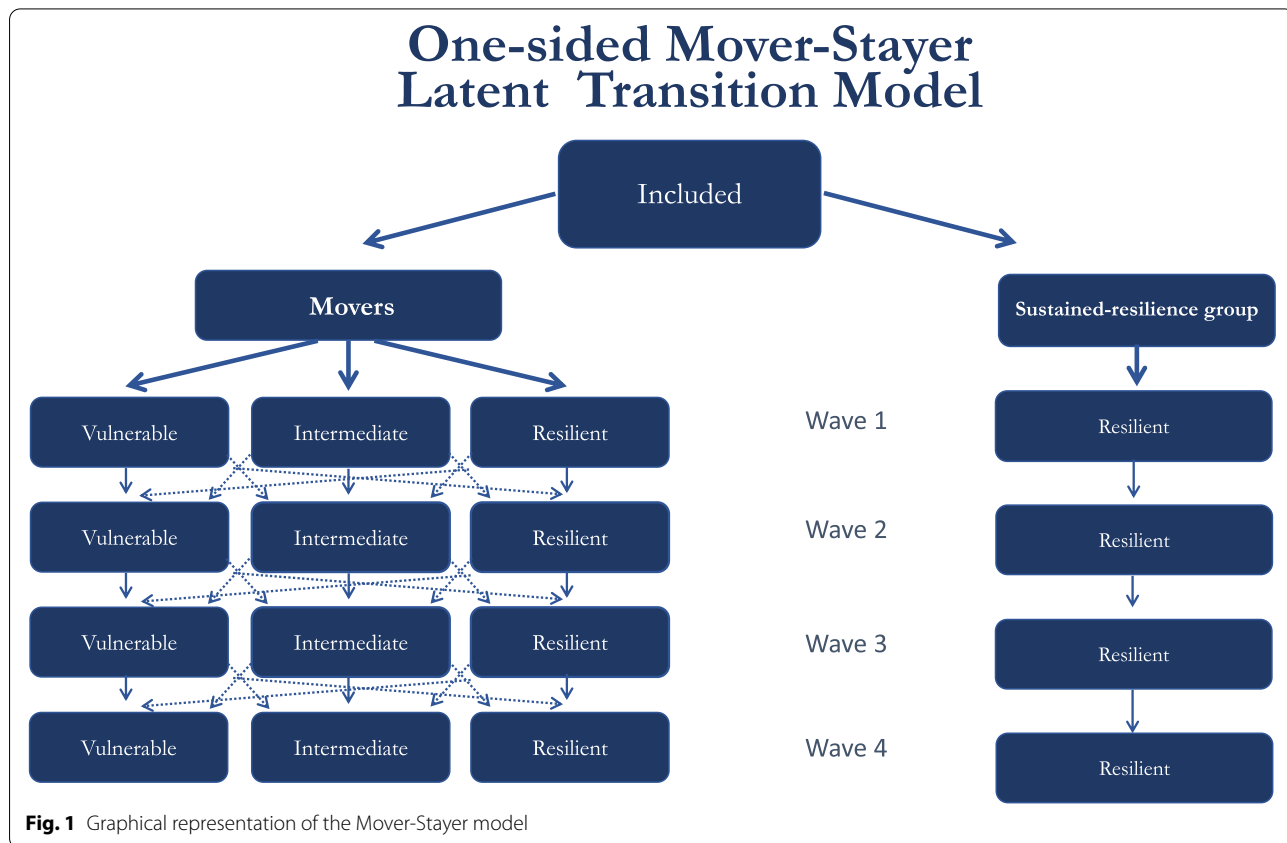 One-sided Mover-Stayer
Latent Transition Model
Included
Movers
Sustained-resilience group
Vulnerable
Intermediate
Resilient
Wave 1
Resilient
Vulnerable
Intermediate
Resilient
Wave 2
Resilient
Vulnerable
Intermediate
Resilient
Wave 3
Resilient
Vulnerable
Intermediate
Resilient
Wave 4
Resilient
Fig. 1 Graphical representation of the Mover-Stayer model